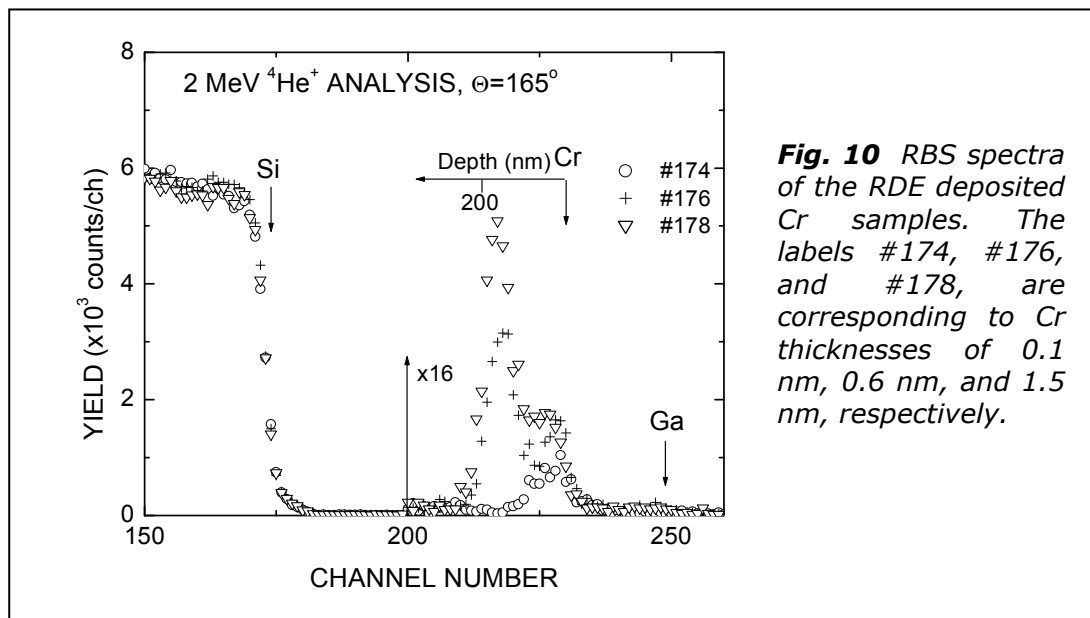 8
6
4
2
0
YIELD (x10³ counts/ch)
2 MeV ⁴He⁺ ANALYSIS, Θ=165°
Si
Depth (nm)
Cr
200
#174
#176
#178
x16
Ga
150
200
250
CHANNEL NUMBER
Fig. 10 RBS spectra
of the RDE deposited
Cr samples. The
labels #174, #176,
and #178, are
corresponding to Cr
thicknesses of 0.1
nm, 0.6 nm, and 1.5
nm, respectively.